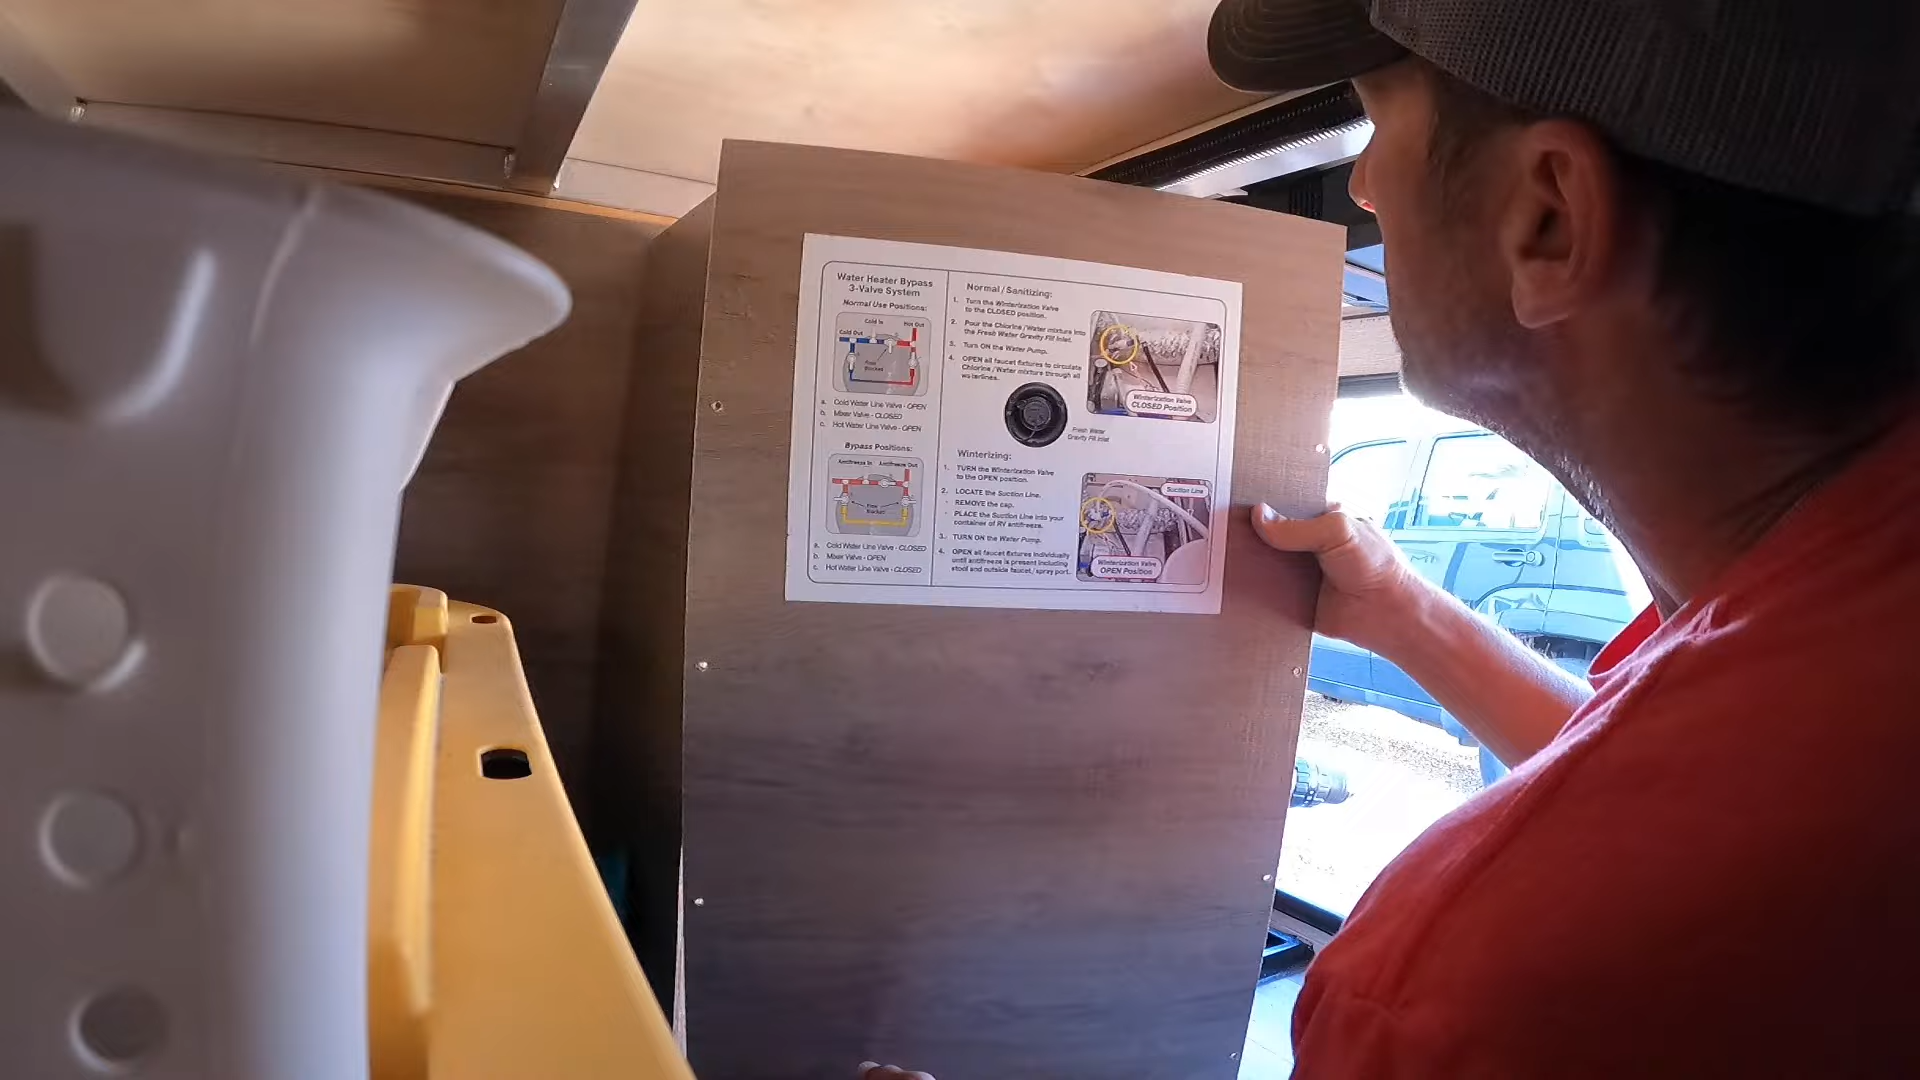 Water Heater Bypass
3-Valve System
Normal Use Positions:
Cold In
Cold Out
Hot Out
Flow
Blocked
a. Cold Water Line Valve - OPEN
b. Mixer Valve - CLOSED
c. Hot Water Line Valve - OPEN
Bypass Positions:
Antifreeze In
Antifreeze Out
Flow
Blocked
a. Cold Water Line Valve - CLOSED
b. Mixer Valve - OPEN
c. Hot Water Line Valve - CLOSED
Normal/Sanitizing:
1. Turn the Winterization Valve
to the CLOSED position.
2. Pour the Chlorine/Water mixture into
the Fresh Water Gravity Fill Inlet.
3. Turn ON the Water Pump.
4. OPEN all faucet fixtures to circulate
Chlorine/Water mixture through all
waterlines.
Winterization Valve
CLOSED Position
Fresh Water
Gravity Fill Inlet
Winterizing:
1. TURN the Winterization Valve
to the OPEN position.
2. LOCATE the Suction Line.
- REMOVE the cap.
- PLACE the Suction Line into your
container of RV antifreeze.
3. TURN ON the Water Pump.
4. OPEN all faucet fixtures individually
until antifreeze is present including
stool and outside faucet/spray port.
Suction Line
Winterization Valve
OPEN Position